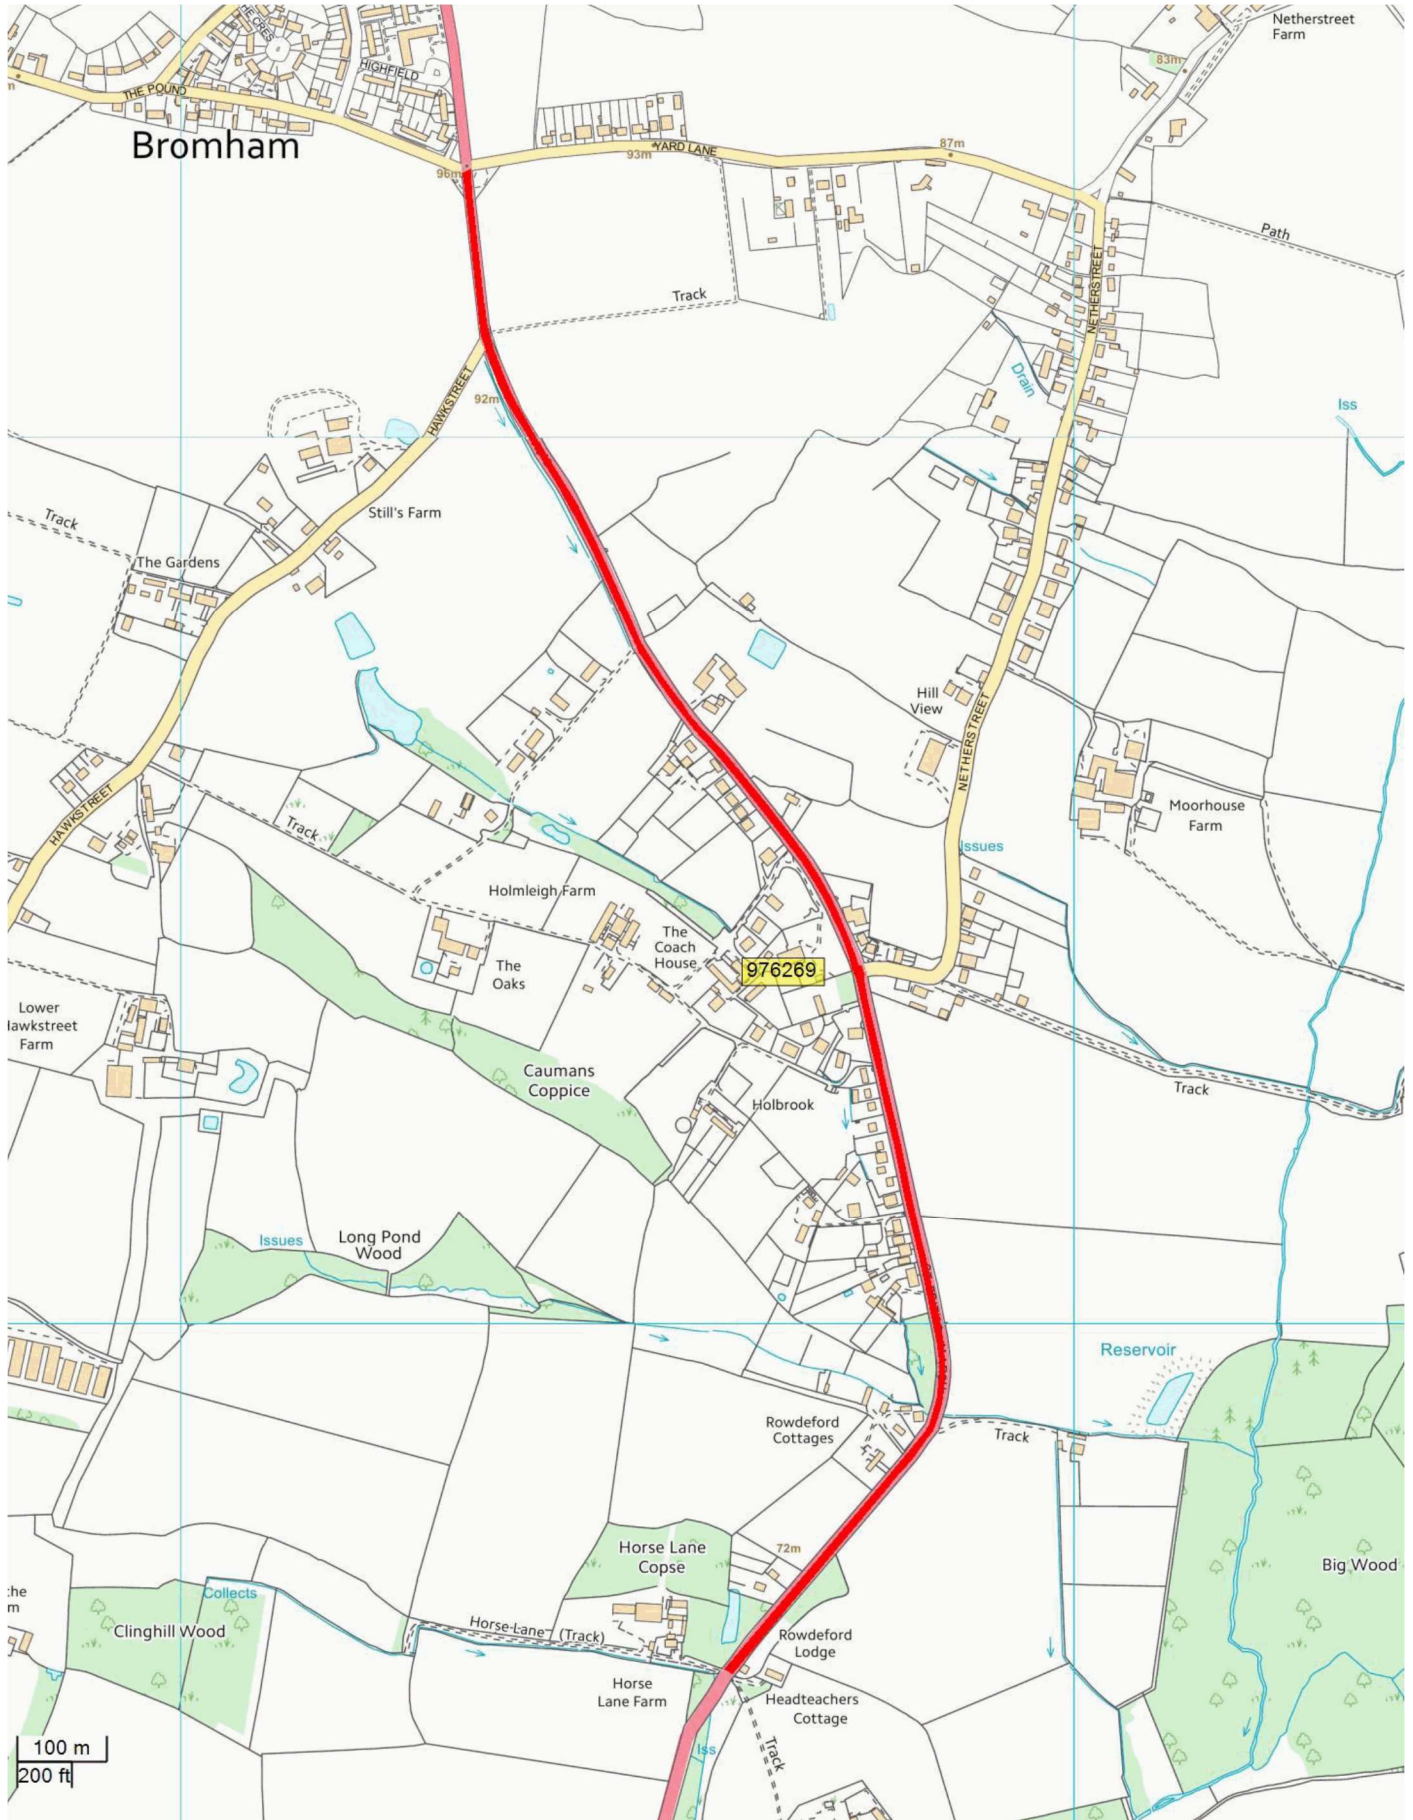 Netherstreet
Farm
THE CRES
83m
HIGHFIELD
THE POUND
Bromham
YARD LANE
93m
87m
96m
Path
NETHERSTREET
Track
HAWKSTREET
92m
Drain
Iss
Still's Farm
Track
The Gardens
Hill
View
NETHERSTREET
HAWKSTREET
Track
Moorhouse
Farm
Issues
Holmleigh Farm
The
Coach
House
976269
The
Oaks
Lower
Hawkstreet
Farm
Caumans
Coppice
Track
Holbrook
Issues
Long Pond
Wood
Reservoir
Rowdeford
Cottages
Track
72m
Horse Lane
Copse
Big Wood
the
m
Collects
Clinghill Wood
Horse Lane (Track)
Rowdeford
Lodge
Horse
Lane Farm
Headteachers
Cottage
Track
Iss
100 m
200 ft